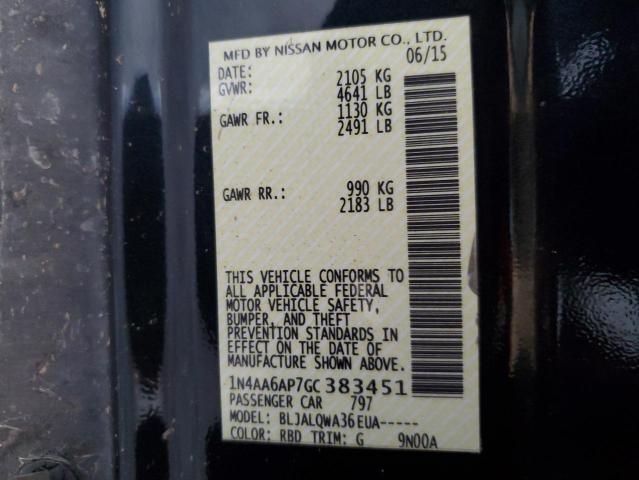 MFD BY NISSAN MOTOR CO., LTD.
DATE: 06/15
GVWR: 2105 KG
4641 LB
GAWR FR.: 1130 KG
2491 LB
GAWR RR.: 990 KG
2183 LB
THIS VEHICLE CONFORMS TO
ALL APPLICABLE FEDERAL
MOTOR VEHICLE SAFETY,
BUMPER, AND THEFT
PREVENTION STANDARDS IN
EFFECT ON THE DATE OF
MANUFACTURE SHOWN ABOVE.
1N4AA6AP7GC383451
PASSENGER CAR 797
MODEL: BLJALQWA36EUA-----
COLOR: RBD TRIM: G 9N00A